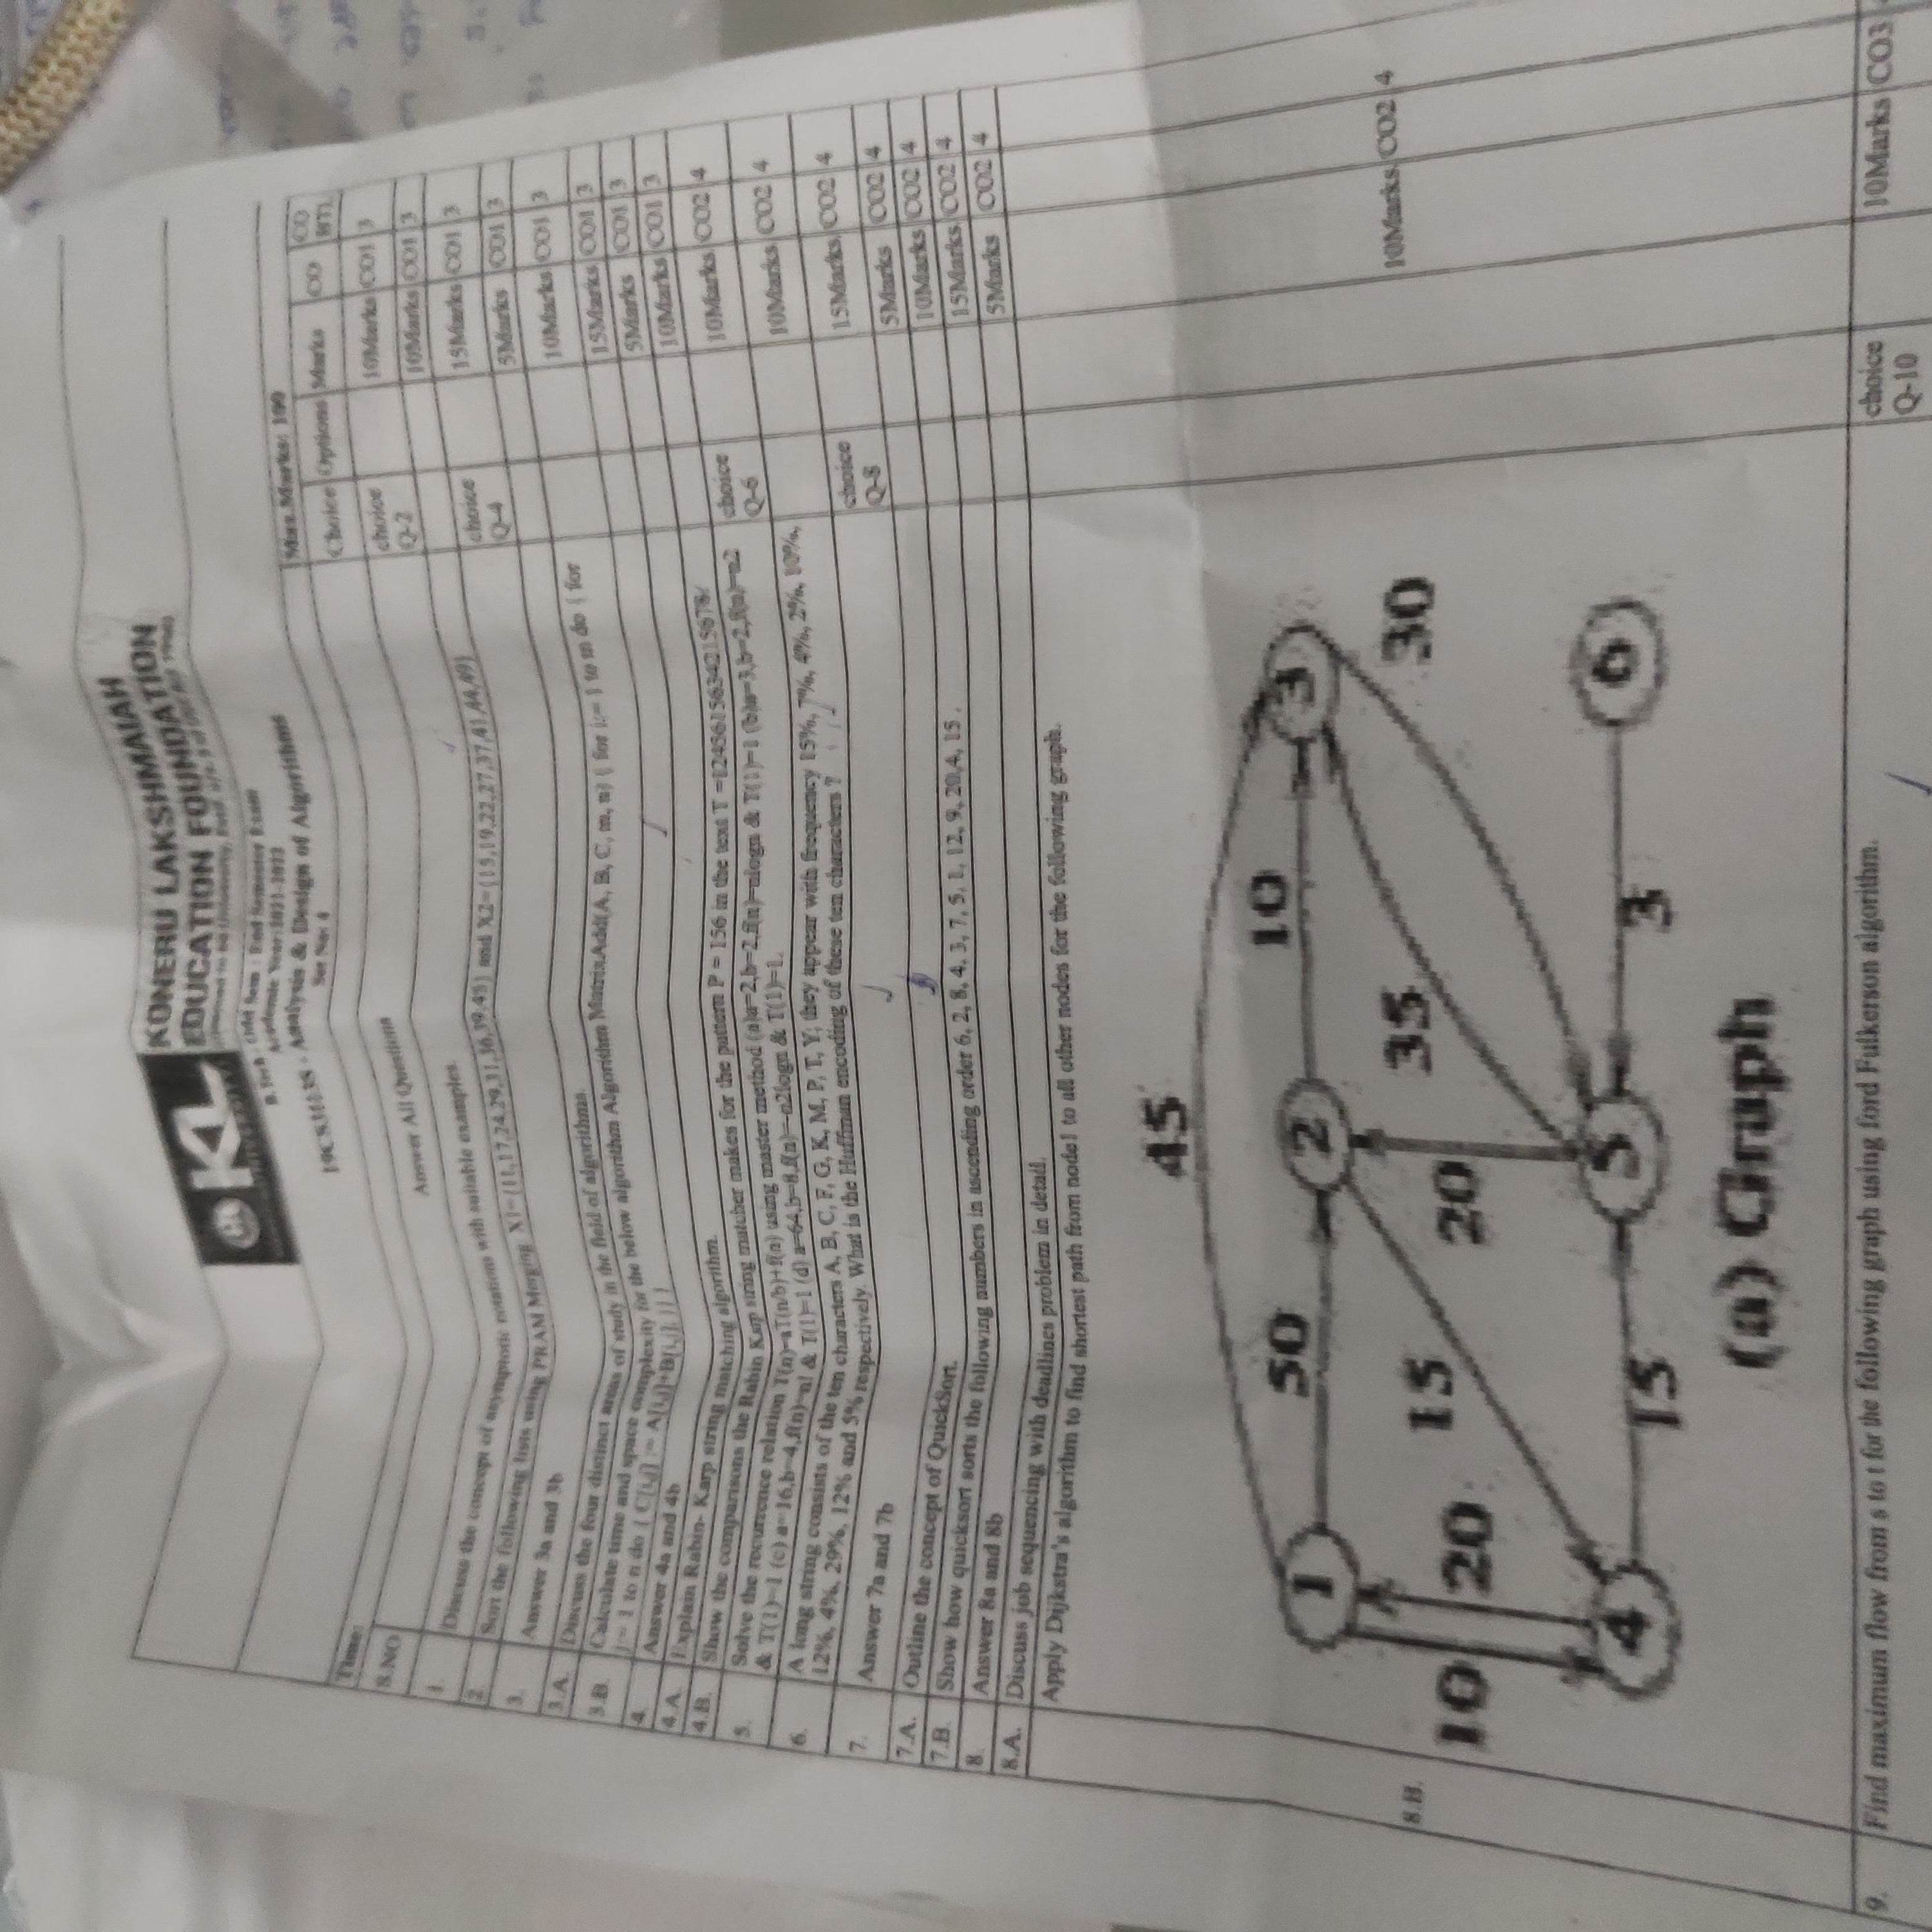 KL
KONERU LAKSHMAIAH
EDUCATION FOUNDATION
B.Tech - Odd Sem : End Semester Exam
Academic Year:2021-2022
Analysis & Design of Algorithms
Set No: 4
Time: Max.Marks: 100
S.NO Answer All Questions Choice Options Marks CO CO BTL
1. Discuss the concept of asymptotic notations with suitable examples. choice Q-2 10Marks CO1 3
2. Sort the following lists using PRAM Merging X1=(11,17,24,29,31,36,39,48) and X2=(15,19,22,27,37,41,44,49) 10Marks CO1 3
3. Answer 3a and 3b choice Q-4 15Marks CO1 3
3.A. Discuss the four distinct areas of study in the field of algorithms. 5Marks CO1 3
3.B. Calculate time and space complexity for the below algorithm Algorithm MatrixAdd(A, B, C, m, n) { for i:= 1 to m do { for
j:= 1 to n do { C[i,j] := A[i,j]+B[i,j]; }} } 10Marks CO1 3
4. Answer 4a and 4b 15Marks CO1 3
4.A. Explain Rabin- Karp string matching algorithm. 5Marks CO1 3
4.B. Show the comparisons the Rabin Karp string matcher makes for the pattern P = 156 in the text T 10Marks CO1 3
5. Solve the recurrence relation T(n)=aT(n/b)+f(n) using master method (a)a=2,b=2,f(n)=nlogn & T(1)=1 (b)a=3,b=2,f(n)=n2
& T(1)=1 (c) a=16,b=4,f(n)=n! & T(1)=1 (d) a=64,b=8,f(n)=-n2logn & T(1)=1. choice Q-6 10Marks CO2 4
6. A long string consists of the ten characters A, B, C, F, G, K, M, P, T, Y; they appear with frequency 15%, 7%, 4%, 2%, 10%,
12%, 4%, 29%, 12% and 5% respectively. What is the Huffman encoding of these ten characters ? 10Marks CO2 4
7. Answer 7a and 7b choice Q-8 15Marks CO2 4
7.A. Outline the concept of QuickSort. 5Marks CO2 4
7.B. Show how quicksort sorts the following numbers in ascending order 6, 2, 8, 4, 3, 7, 5, 1, 12, 9, 20,4, 15 . 10Marks CO2 4
8. Answer 8a and 8b 15Marks CO2 4
8.A. Discuss job sequencing with deadlines problem in detail. 5Marks CO2 4
Apply Dijkstra's algorithm to find shortest path from node1 to all other nodes for the following graph.
45
50 10
1 2 3
8.B. 10 20 15 20 35 30 10Marks CO2 4
4 5 6
15 3
(a) Graph
9. Find maximum flow from s to t for the following graph using ford Fulkerson algorithm. choice Q-10 10Marks CO3